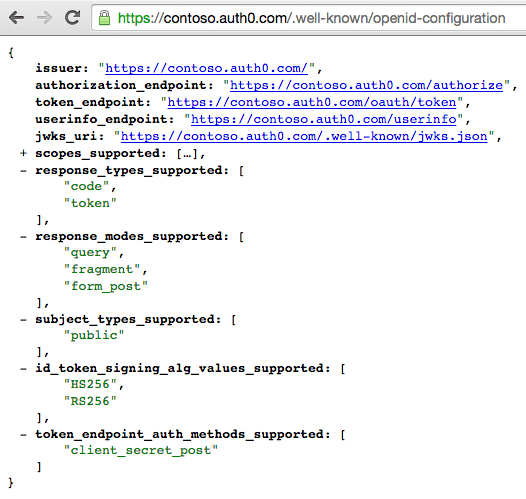 https://contoso.auth0.com/.well-known/openid-configuration
{
issuer: "https://contoso.auth0.com/",
authorization_endpoint: "https://contoso.auth0.com/authorize",
token_endpoint: "https://contoso.auth0.com/oauth/token",
userinfo_endpoint: "https://contoso.auth0.com/userinfo",
jwks_uri: "https://contoso.auth0.com/.well-known/jwks.json",
+ scopes_supported: […],
- response_types_supported: [
"code",
"token"
],
- response_modes_supported: [
"query",
"fragment",
"form_post"
],
- subject_types_supported: [
"public"
],
- id_token_signing_alg_values_supported: [
"HS256",
"RS256"
],
- token_endpoint_auth_methods_supported: [
"client_secret_post"
]
}